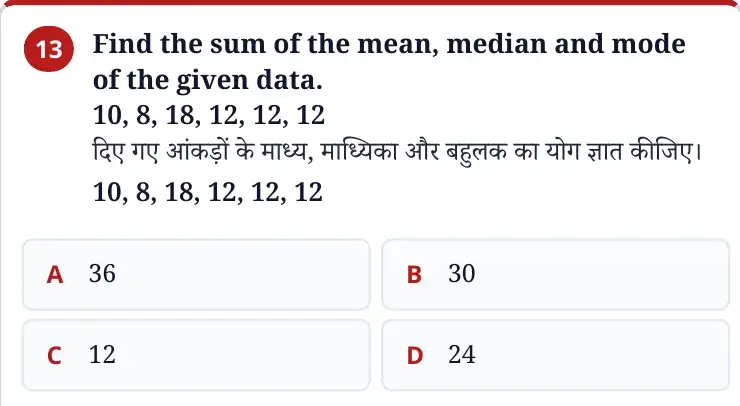 13 Find the sum of the mean, median and mode
of the given data.
10, 8, 18, 12, 12, 12
दिए गए आंकड़ों के माध्य, माध्यिका और बहुलक का योग ज्ञात कीजिए।
10, 8, 18, 12, 12, 12
A 36
B 30
C 12
D 24